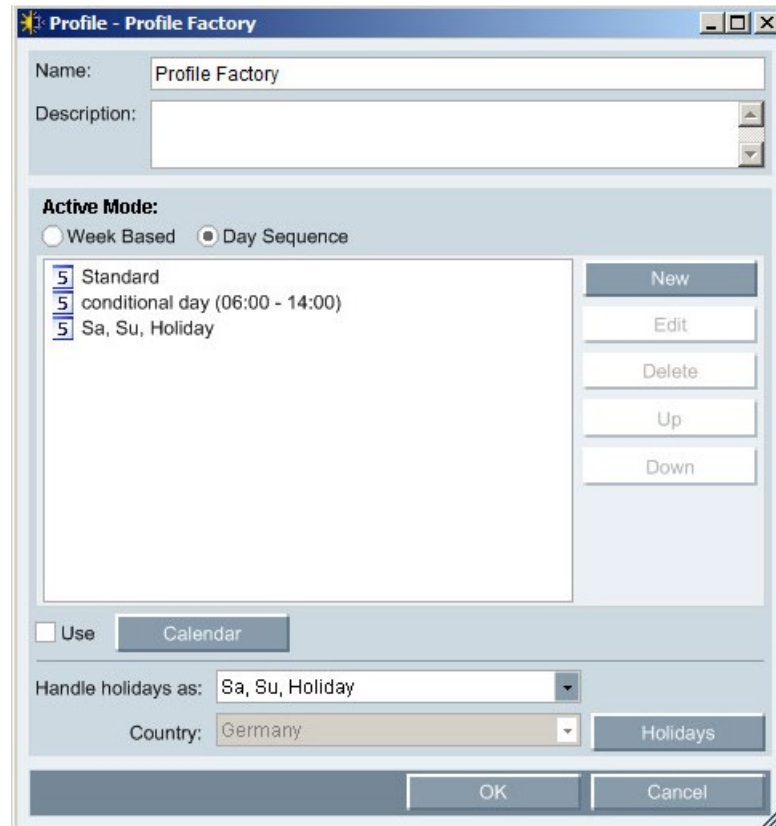 Profile - Profile Factory
Name: Profile Factory
Description:
Active Mode:
Week Based Day Sequence
5 Standard
5 conditional day (06:00 - 14:00)
5 Sa, Su, Holiday
New
Edit
Delete
Up
Down
Use Calendar
Handle holidays as: Sa, Su, Holiday
Country: Germany Holidays
OK Cancel